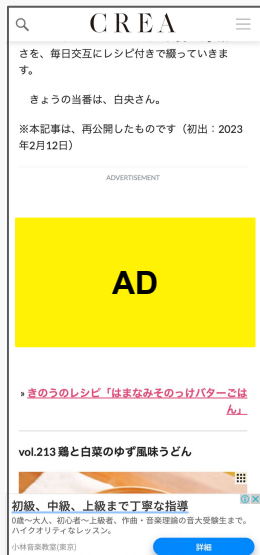 CREA
さを、毎日交互にレシピ付きで綴っていきま
す。
きょうの当番は、白央さん。
※本記事は、再公開したものです（初出：2023
年2月12日）
ADVERTISEMENT
AD
» きのうのレシピ「はまなみそのっけバターごは
ん」
vol.213 鶏と白菜のゆず風味うどん
初級、中級、上級まで丁寧な指導
0歳〜大人、初心者〜上級者、作曲・音楽理論の音大受験生まで。
ハイクオリティなレッスン。
小林音楽教室(東京)
詳細